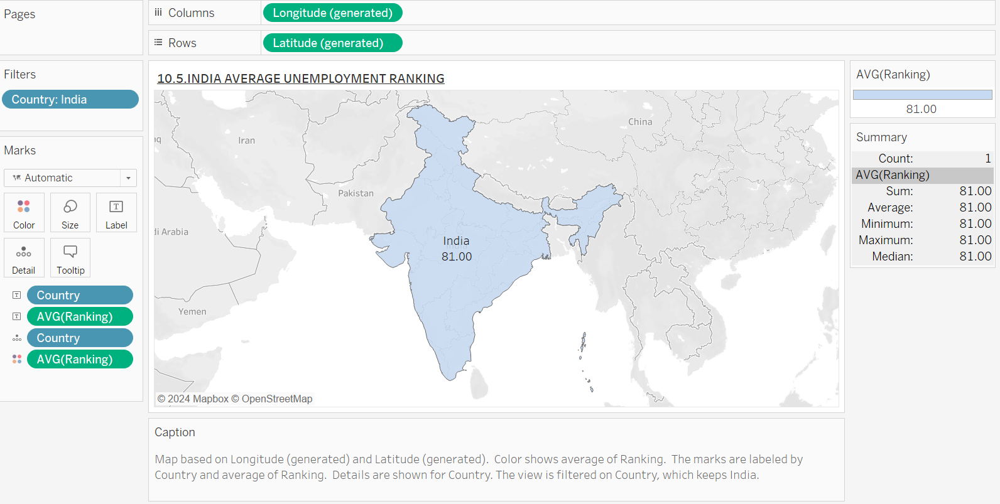 Pages
Columns
Longitude (generated)
Rows
Latitude (generated)
Filters
Country: India
Marks
Automatic
Color
Size
Label
Detail
Tooltip
Country
AVG(Ranking)
Country
AVG(Ranking)
10.5.INDIA AVERAGE UNEMPLOYMENT RANKING
Iran
China
Pakistan
di Arabia
Yemen
India
81.00
© 2024 Mapbox © OpenStreetMap
Caption
Map based on Longitude (generated) and Latitude (generated).  Color shows average of Ranking.  The marks are labeled by
Country and average of Ranking.  Details are shown for Country. The view is filtered on Country, which keeps India.
AVG(Ranking)
81.00
Summary
Count: 1
AVG(Ranking)
Sum: 81.00
Average: 81.00
Minimum: 81.00
Maximum: 81.00
Median: 81.00